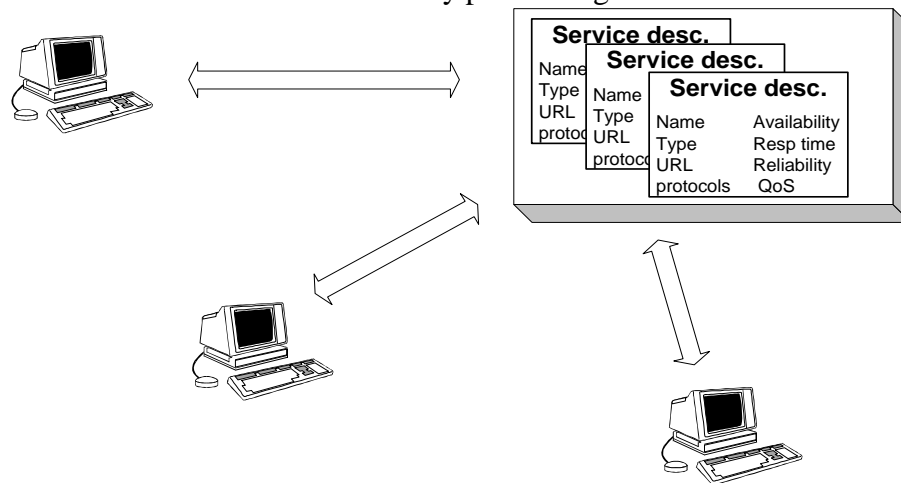 Service desc.
Name
Type
URL
Service desc.
Name
Type
URL
Service desc.
Name Availability
Type Resp time
URL Reliability
protocols QoS